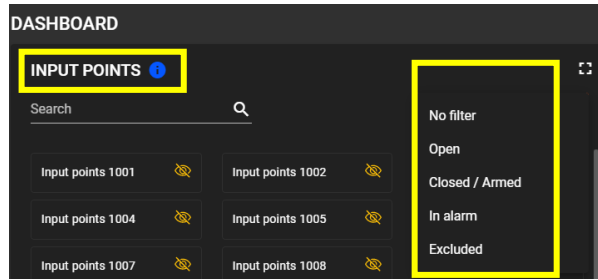 DASHBOARD
INPUT POINTS i
Search
No filter
Open
Closed / Armed
In alarm
Excluded
Input points 1001
Input points 1002
Input points 1004
Input points 1005
Input points 1007
Input points 1008